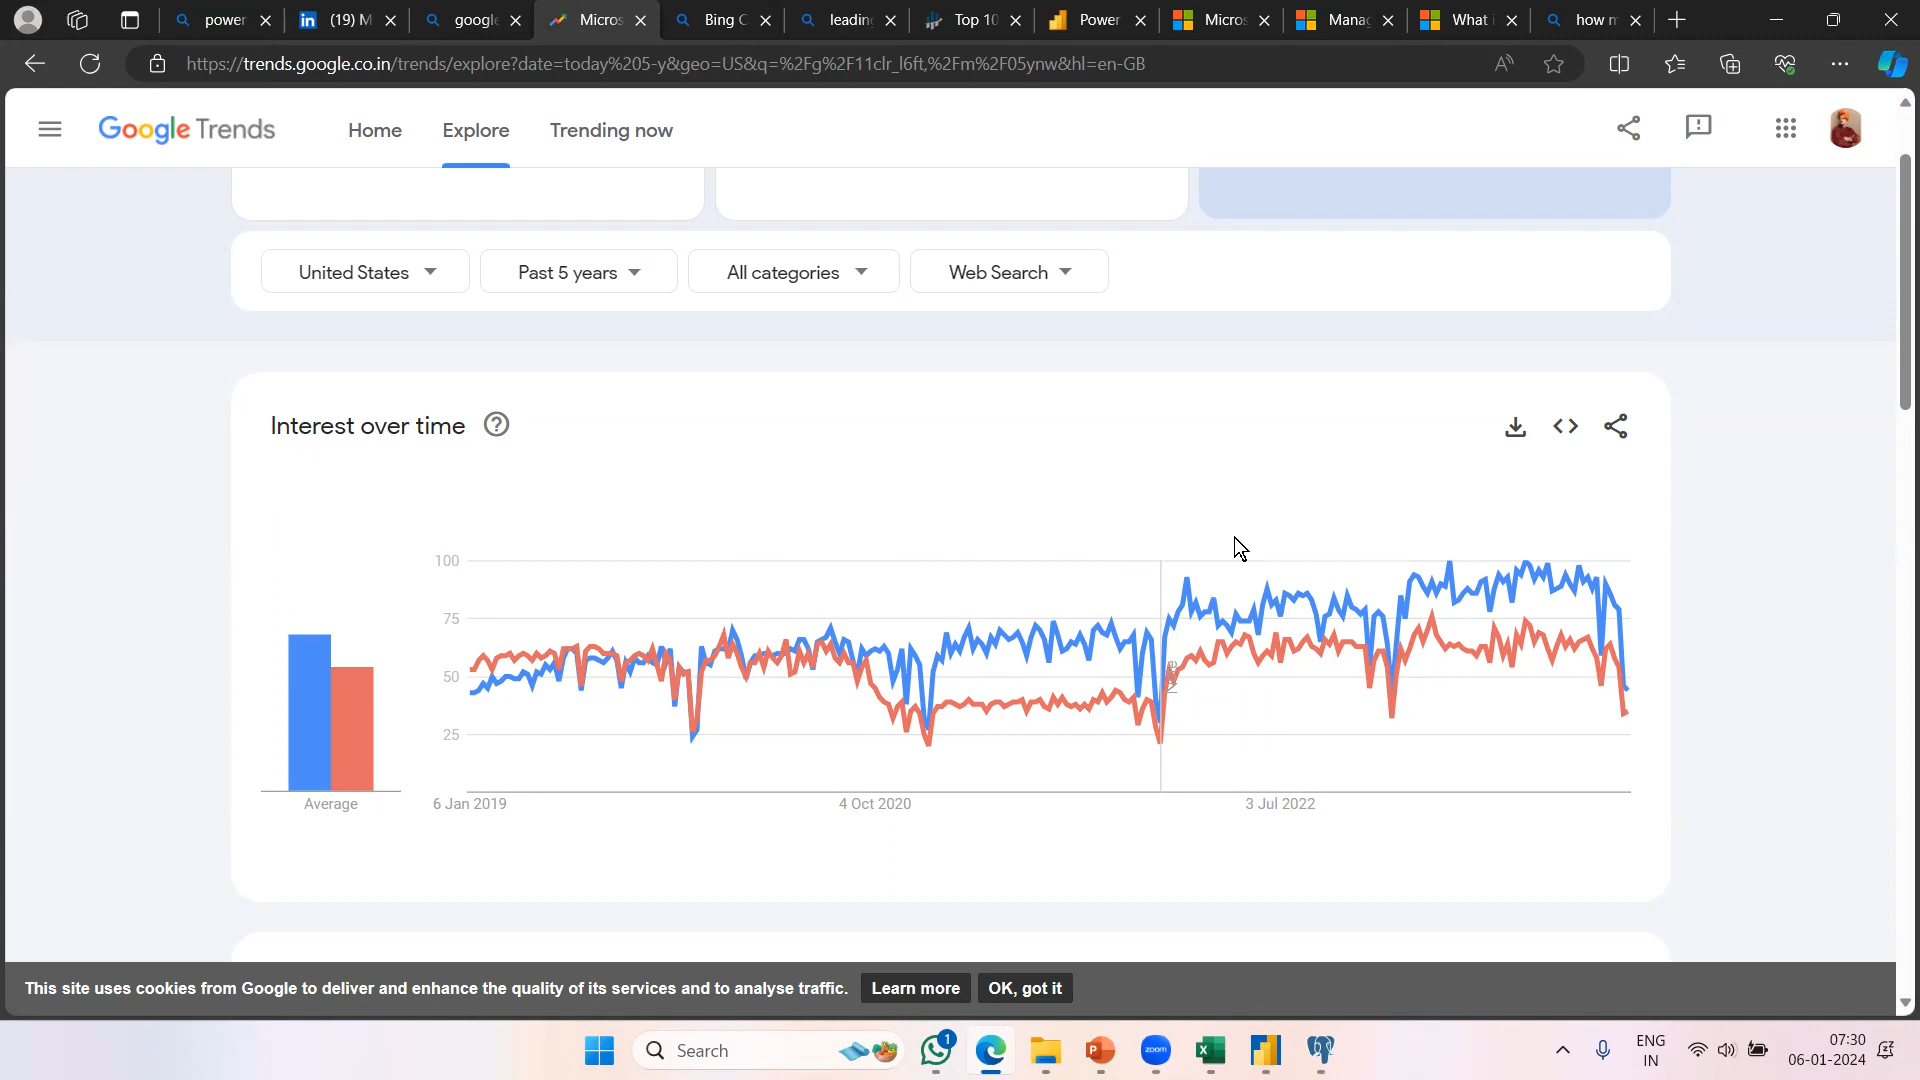 power
(19) M
google
Micros
Bing C
leading
Top 10
Power
Micros
Manag
What i
how m
https://trends.google.co.in/trends/explore?date=today%205-y&geo=US&q=%2Fg%2F11clr_l6ft,%2Fm%2F05ynw&hl=en-GB
Google Trends
Home
Explore
Trending now
United States
Past 5 years
All categories
Web Search
Interest over time
100
75
50
25
Note
Average
6 Jan 2019
4 Oct 2020
3 Jul 2022
This site uses cookies from Google to deliver and enhance the quality of its services and to analyse traffic.
Learn more
OK, got it
Search
1
zoom
ENG
IN
07:30
06-01-2024